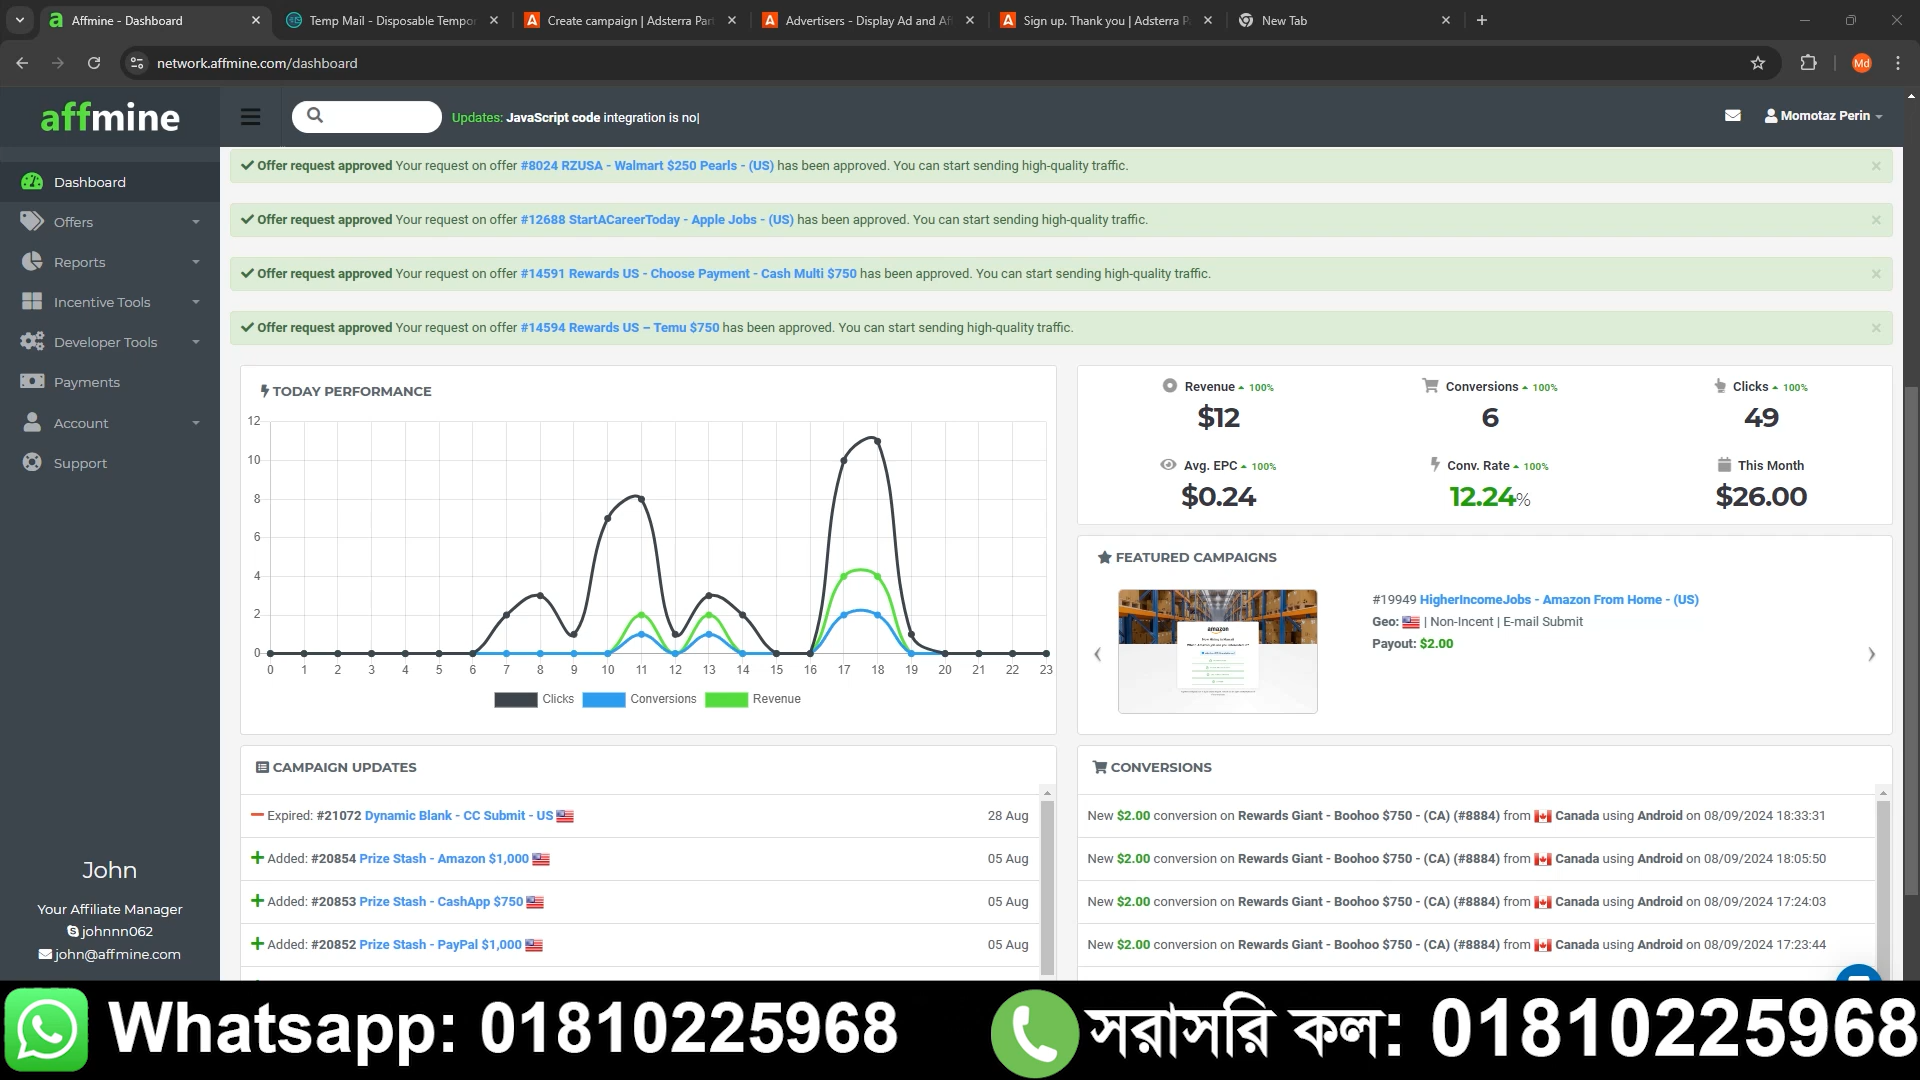 Affmine - Dashboard
Temp Mail - Disposable Tempo
Create campaign | Adsterra Part
Advertisers - Display Ad and Af
Sign up. Thank you | Adsterra P
New Tab
network.affmine.com/dashboard
Md
affmine
Updates: JavaScript code integration is no|
Momotaz Perin
Dashboard
Offers
Reports
Incentive Tools
Developer Tools
Payments
Account
Support
John
Your Affiliate Manager
johnnn062
john@affmine.com
Offer request approved Your request on offer #8024 RZUSA - Walmart $250 Pearls - (US) has been approved. You can start sending high-quality traffic.
Offer request approved Your request on offer #12688 StartACareerToday - Apple Jobs - (US) has been approved. You can start sending high-quality traffic.
Offer request approved Your request on offer #14591 Rewards US - Choose Payment - Cash Multi $750 has been approved. You can start sending high-quality traffic.
Offer request approved Your request on offer #14594 Rewards US – Temu $750 has been approved. You can start sending high-quality traffic.
TODAY PERFORMANCE
12
10
8
6
4
2
0
0 1 2 3 4 5 6 7 8 9 10 11 12 13 14 15 16 17 18 19 20 21 22 23
Clicks Conversions Revenue
Revenue 100%
$12
Conversions 100%
6
Clicks 100%
49
Avg. EPC 100%
$0.24
Conv. Rate 100%
12.24%
This Month
$26.00
FEATURED CAMPAIGNS
amazon
#19949 HigherIncomeJobs - Amazon From Home - (US)
Geo: | Non-Incent | E-mail Submit
Payout: $2.00
CAMPAIGN UPDATES
Expired: #21072 Dynamic Blank - CC Submit - US 28 Aug
Added: #20854 Prize Stash - Amazon $1,000 05 Aug
Added: #20853 Prize Stash - CashApp $750 05 Aug
Added: #20852 Prize Stash - PayPal $1,000 05 Aug
CONVERSIONS
New $2.00 conversion on Rewards Giant - Boohoo $750 - (CA) (#8884) from Canada using Android on 08/09/2024 18:33:31
New $2.00 conversion on Rewards Giant - Boohoo $750 - (CA) (#8884) from Canada using Android on 08/09/2024 18:05:50
New $2.00 conversion on Rewards Giant - Boohoo $750 - (CA) (#8884) from Canada using Android on 08/09/2024 17:24:03
New $2.00 conversion on Rewards Giant - Boohoo $750 - (CA) (#8884) from Canada using Android on 08/09/2024 17:23:44
Whatsapp: 01810225968
সরাসরি কল: 01810225968